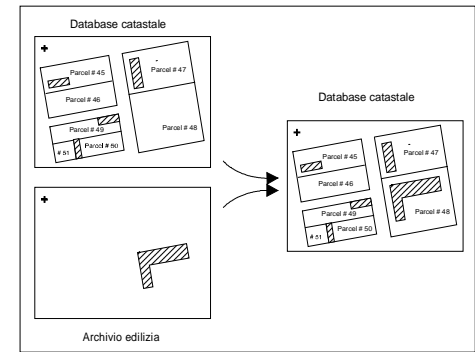 Database catastale
Parcel # 45
Parcel # 47
Parcel # 46
Parcel # 49
Parcel # 48
# 51
Parcel # 50
Archivio edilizia
Database catastale
Parcel # 45
Parcel # 47
Parcel # 46
Parcel # 49
Parcel # 48
# 51
Parcel # 50